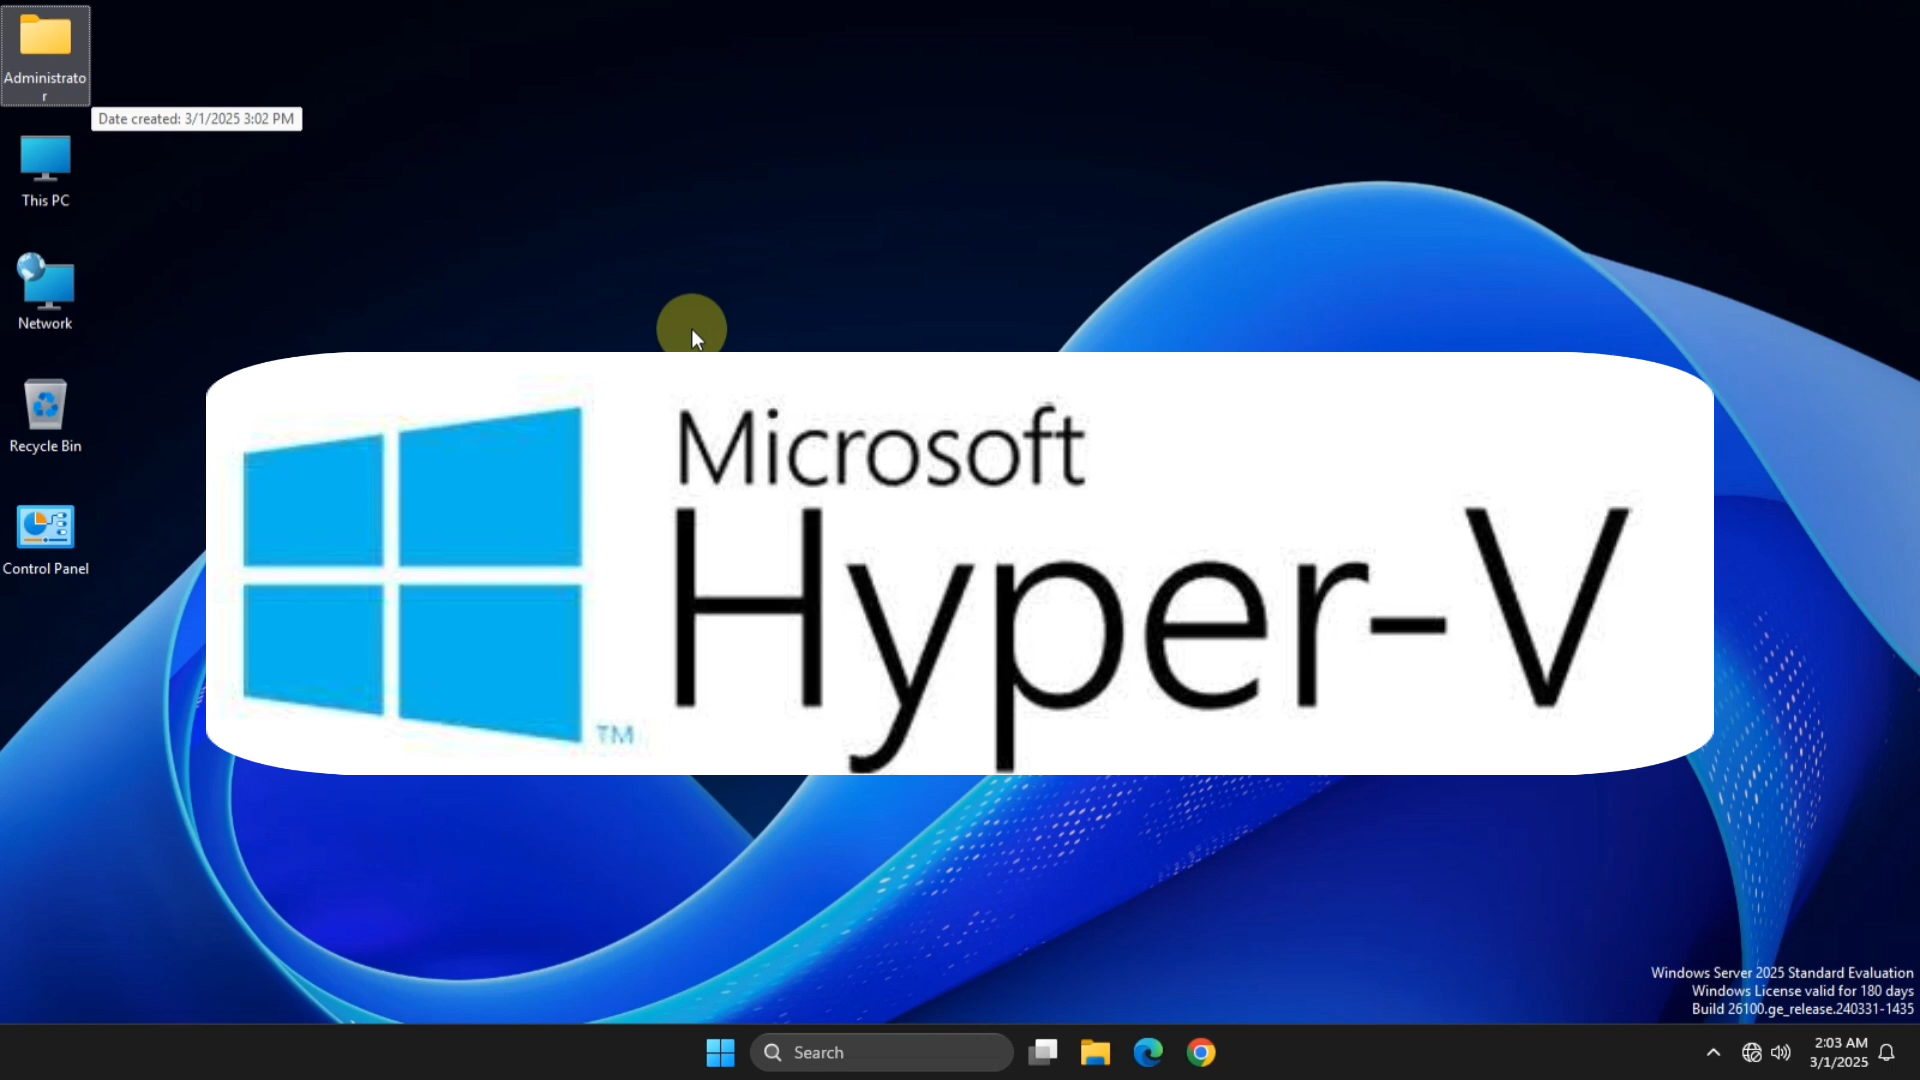 Administrato
r
Date created: 3/1/2025 3:02 PM
This PC
Network
Recycle Bin
Control Panel
Microsoft
Hyper-V
TM
Windows Server 2025 Standard Evaluation
Windows License valid for 180 days
Build 26100.ge_release.240331-1435
Search
2:03 AM
3/1/2025